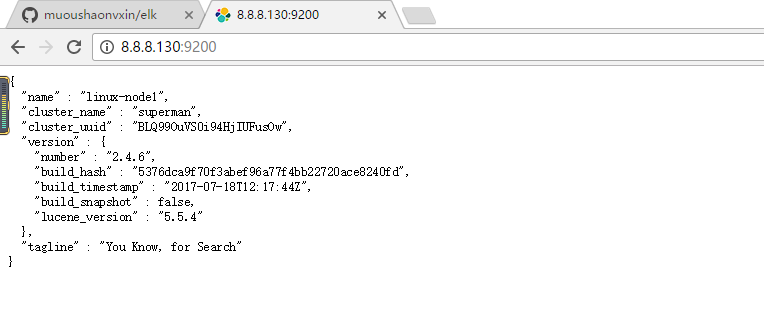 muoushaonvxin/elk
8.8.8.130:9200
8.8.8.130:9200
{
"name" : "linux-node1",
"cluster_name" : "superman",
"cluster_uuid" : "BLQ99OuVS0i94HjIUFusOw",
"version" : {
"number" : "2.4.6",
"build_hash" : "5376dca9f70f3abef96a77f4bb22720ace8240fd",
"build_timestamp" : "2017-07-18T12:17:44Z",
"build_snapshot" : false,
"lucene_version" : "5.5.4"
},
"tagline" : "You Know, for Search"
}